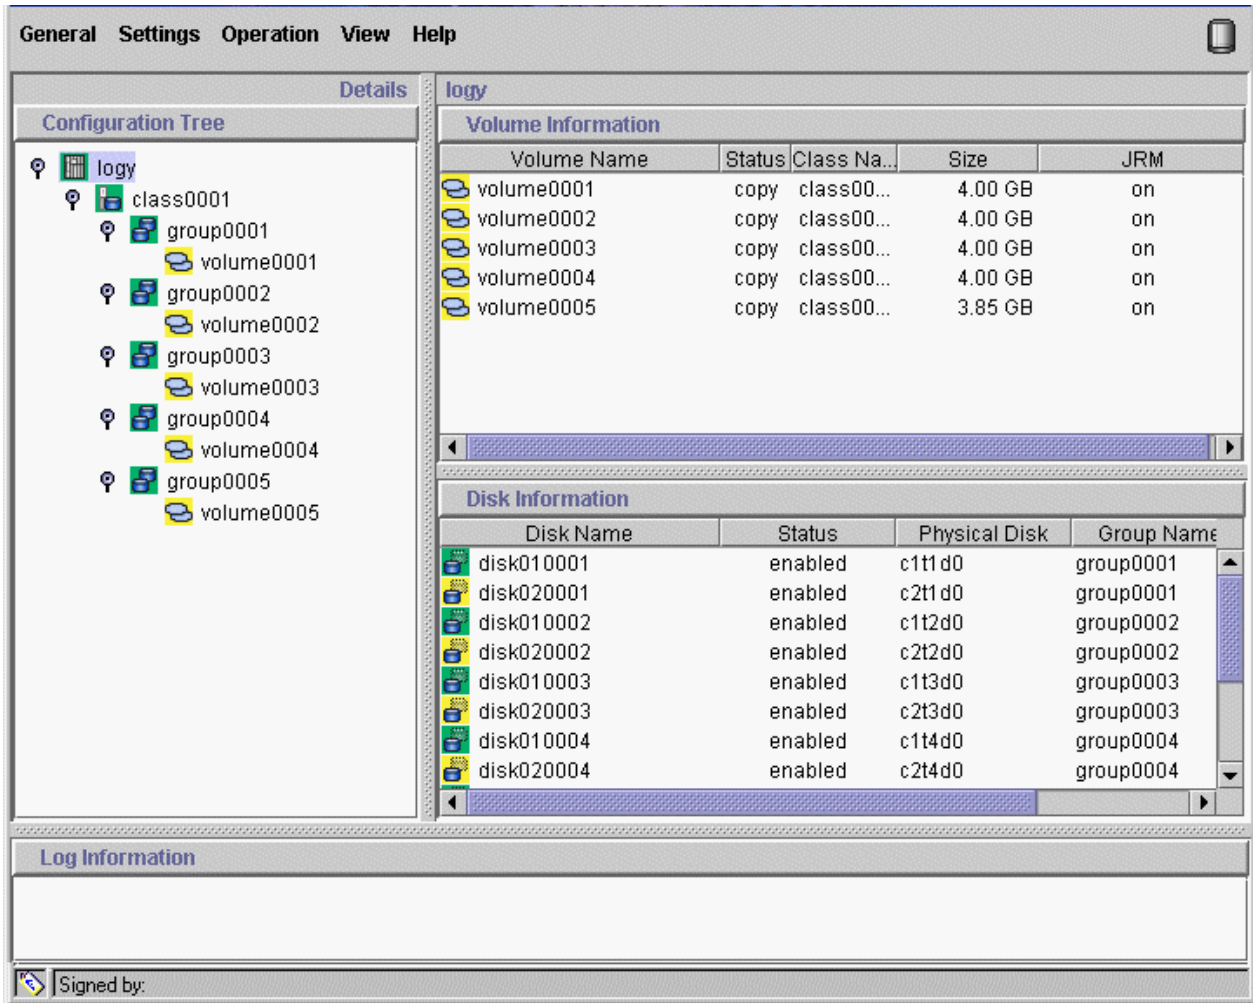 General Settings Operation View Help
Details
Configuration Tree
logy
class0001
group0001
volume0001
group0002
volume0002
group0003
volume0003
group0004
volume0004
group0005
volume0005
logy
Volume Information
Volume Name Status Class Na... Size JRM
volume0001 copy class00... 4.00 GB on
volume0002 copy class00... 4.00 GB on
volume0003 copy class00... 4.00 GB on
volume0004 copy class00... 4.00 GB on
volume0005 copy class00... 3.85 GB on
Disk Information
Disk Name Status Physical Disk Group Name
disk010001 enabled c1t1d0 group0001
disk020001 enabled c2t1d0 group0001
disk010002 enabled c1t2d0 group0002
disk020002 enabled c2t2d0 group0002
disk010003 enabled c1t3d0 group0003
disk020003 enabled c2t3d0 group0003
disk010004 enabled c1t4d0 group0004
disk020004 enabled c2t4d0 group0004
Log Information
Signed by: